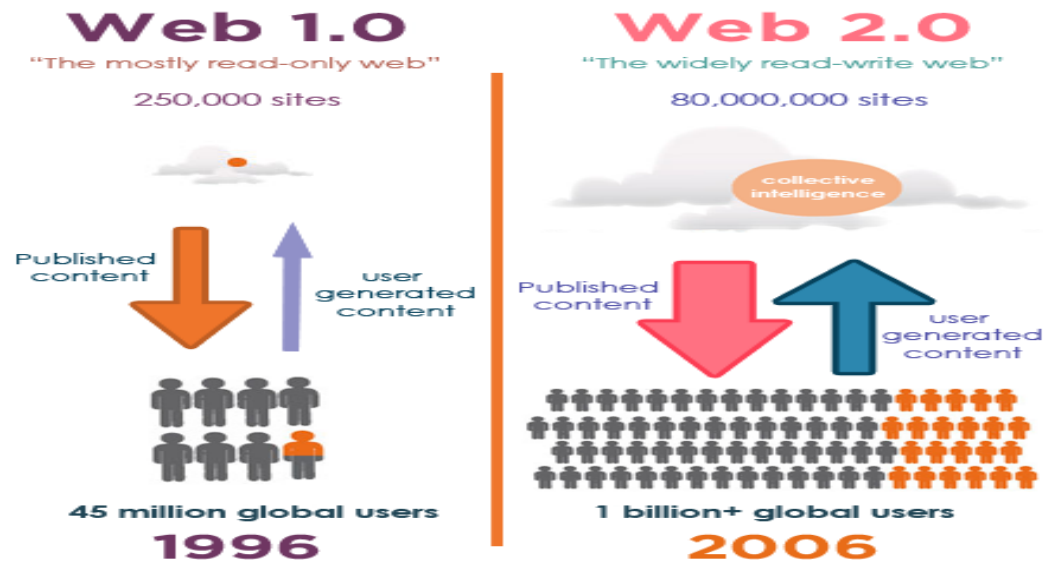 Web 1.0
“The mostly read-only web”
250,000 sites
Published
content
user
generated
content
45 million global users
1996
Web 2.0
“The widely read-write web”
80,000,000 sites
collective
intelligence
Published
content
user
generated
content
1 billion+ global users
2006